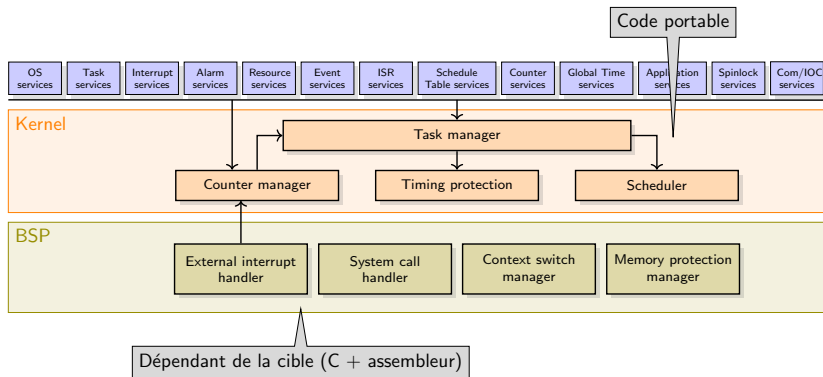 Code portable
OS services
Task services
Interrupt services
Alarm services
Resource services
Event services
ISR services
Schedule Table services
Counter services
Global Time services
Application services
Spinlock services
Com/IOC services
Kernel
Task manager
Counter manager
Timing protection
Scheduler
BSP
External interrupt
handler
System call
handler
Context switch
manager
Memory protection
manager
Dépendant de la cible (C + assembleur)